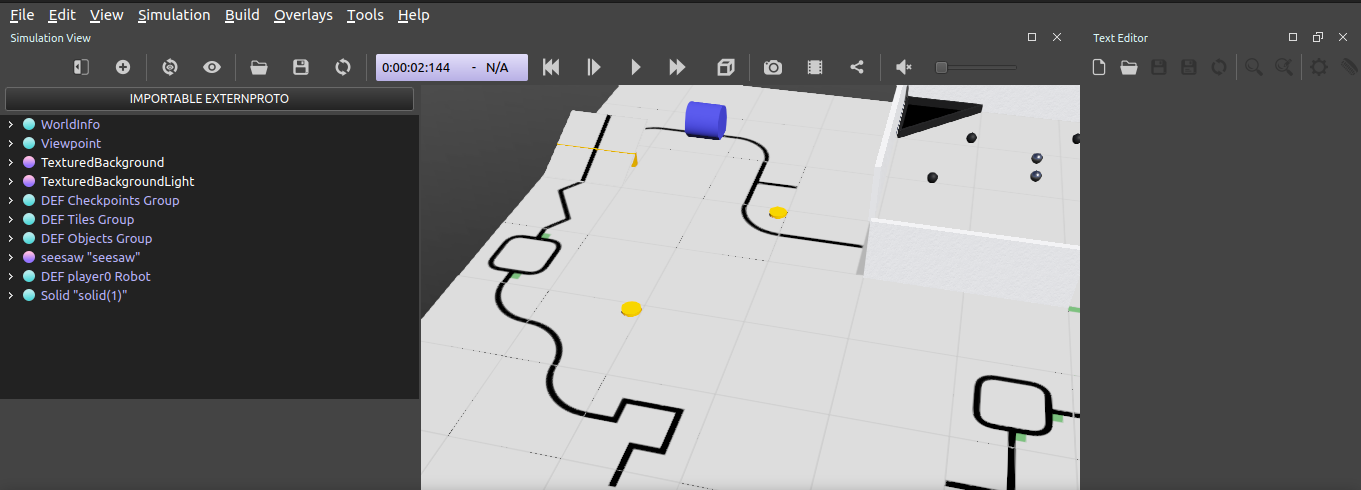 File Edit View Simulation Build Overlays Tools Help
Simulation View
Text Editor
0:00:02:144 - N/A
IMPORTABLE EXTERNPROTO
WorldInfo
Viewpoint
TexturedBackground
TexturedBackgroundLight
DEF Checkpoints Group
DEF Tiles Group
DEF Objects Group
seesaw "seesaw"
DEF player0 Robot
Solid "solid(1)"